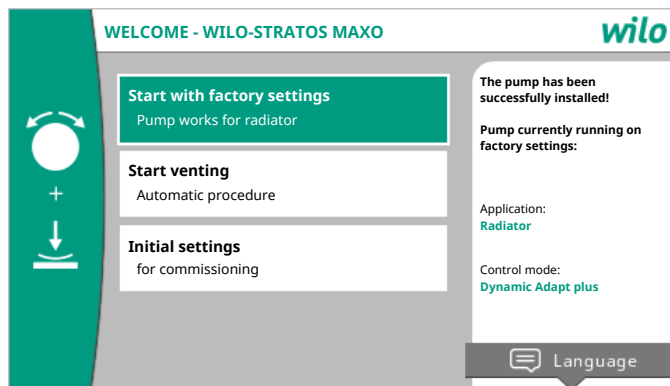 WELCOME - WILO-STRATOS MAXO
wilo
Start with factory settings
Pump works for radiator
Start venting
Automatic procedure
Initial settings
for commissioning
+
The pump has been
successfully installed!
Pump currently running on
factory settings:
Application:
Radiator
Control mode:
Dynamic Adapt plus
Language